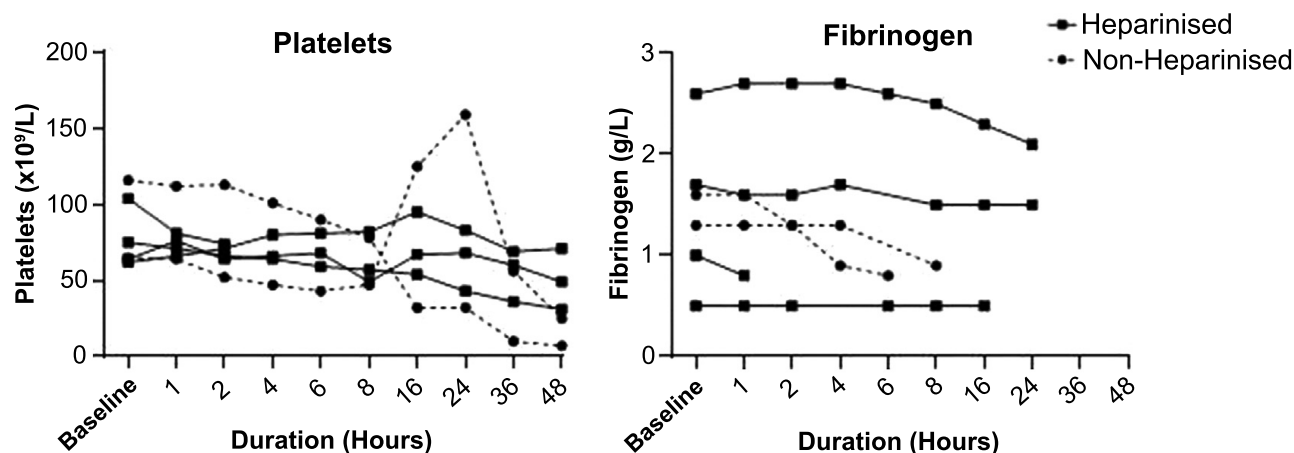 Platelets
Platelets (x10⁹/L)
200
150
100
50
0
Baseline 1 2 4 6 8 16 24 36 48
Duration (Hours)
Fibrinogen
Fibrinogen (g/L)
3
2
1
0
Baseline 1 2 4 6 8 16 24 36 48
Duration (Hours)
Heparinised
Non-Heparinised